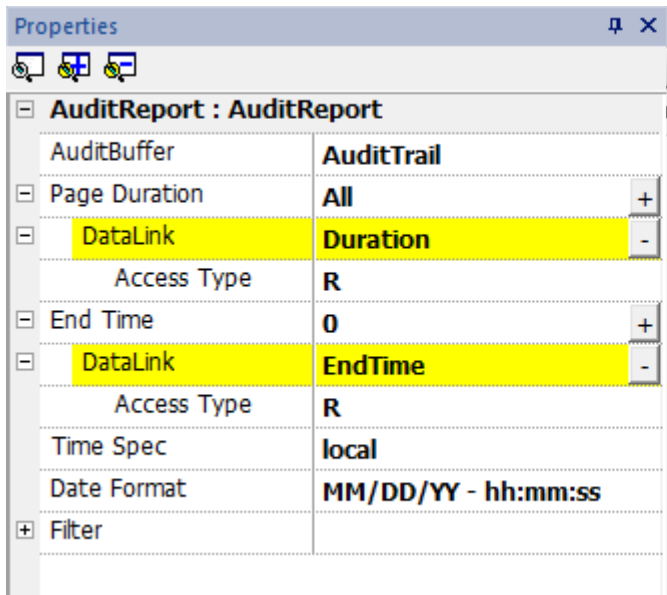 Properties
AuditReport : AuditReport
AuditBuffer AuditTrail
Page Duration All +
DataLink Duration -
Access Type R
End Time 0 +
DataLink EndTime -
Access Type R
Time Spec local
Date Format MM/DD/YY - hh:mm:ss
Filter